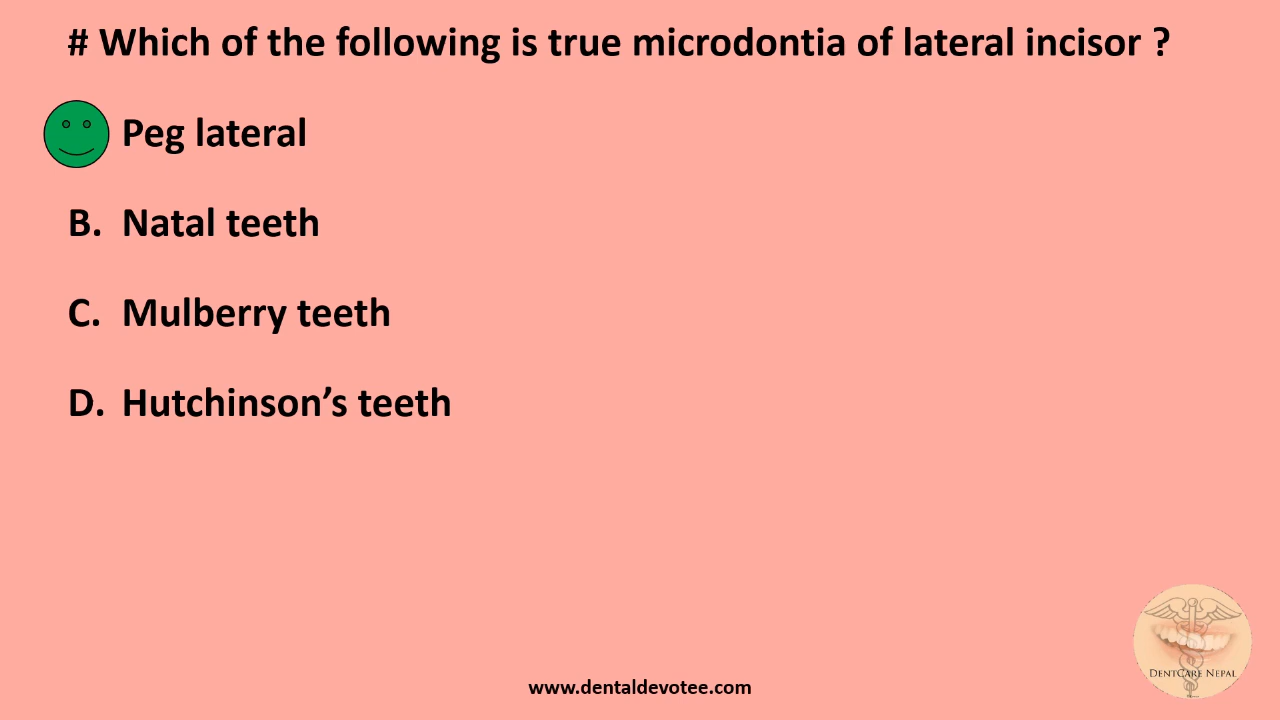 # Which of the following is true microdontia of lateral incisor ?
Peg lateral
B. Natal teeth
C. Mulberry teeth
D. Hutchinson’s teeth
DENTCARE NEPAL
www.dentaldevotee.com